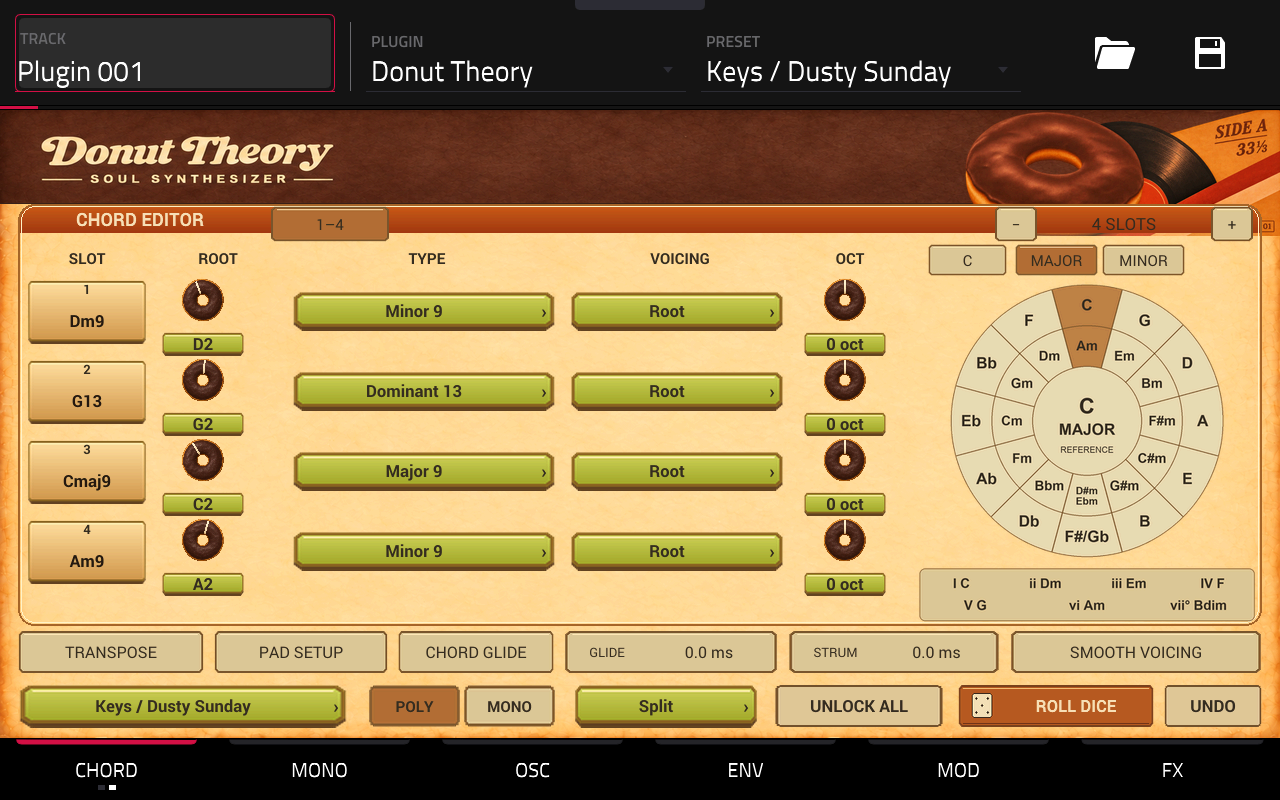 TRACK
Plugin 001
PLUGIN
Donut Theory
PRESET
Keys / Dusty Sunday
Donut Theory
SOUL SYNTHESIZER
SIDE A
33⅓
01
CHORD EDITOR
1–4
−
4 SLOTS
+
SLOT
ROOT
TYPE
VOICING
OCT
1
Dm9
D2
Minor 9 ›
Root ›
0 oct
2
G13
G2
Dominant 13 ›
Root ›
0 oct
3
Cmaj9
C2
Major 9 ›
Root ›
0 oct
4
Am9
A2
Minor 9 ›
Root ›
0 oct
C
MAJOR
MINOR
C
G
D
A
E
B
F#/Gb
Db
Ab
Eb
Bb
F
Am
Em
Bm
F#m
C#m
G#m
D#m
Ebm
Bbm
Fm
Cm
Gm
Dm
C
MAJOR
REFERENCE
I C ii Dm iii Em IV F
V G vi Am vii° Bdim
TRANSPOSE
PAD SETUP
CHORD GLIDE
GLIDE 0.0 ms
STRUM 0.0 ms
SMOOTH VOICING
Keys / Dusty Sunday ›
POLY
MONO
Split ›
UNLOCK ALL
ROLL DICE
UNDO
CHORD
MONO
OSC
ENV
MOD
FX